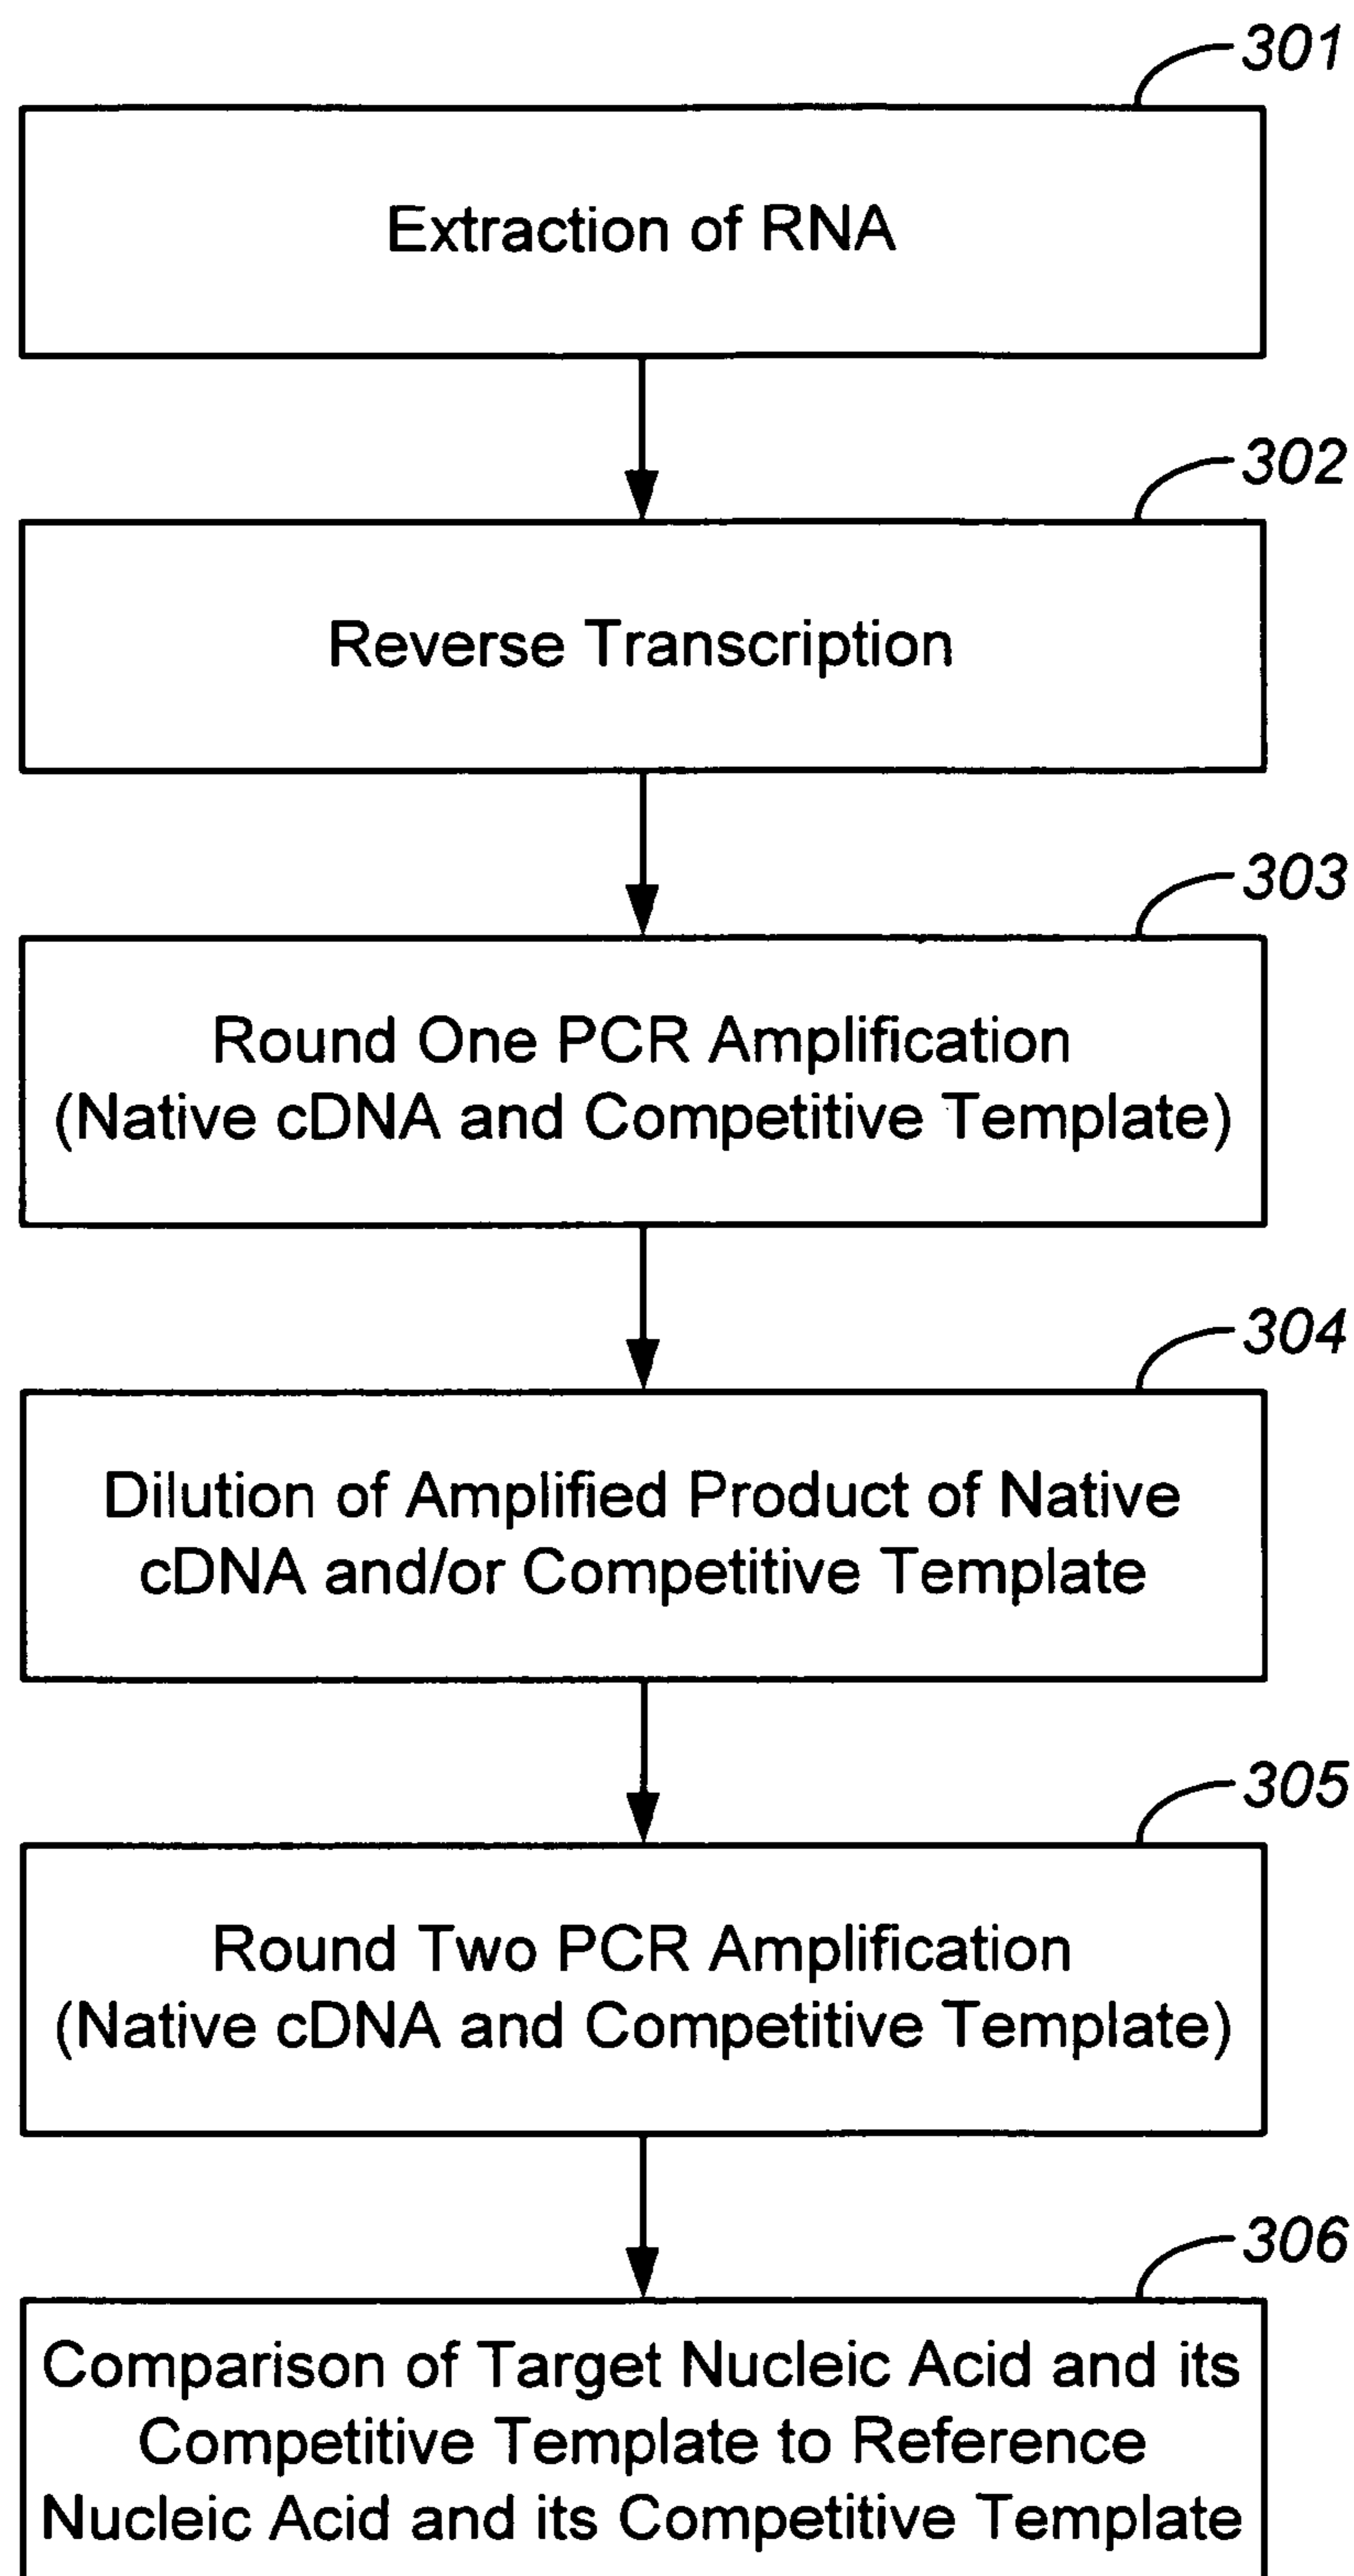 301
Extraction of RNA
302
Reverse Transcription
303
Round One PCR Amplification
(Native cDNA and Competitive Template)
304
Dilution of Amplified Product of Native
cDNA and/or Competitive Template
305
Round Two PCR Amplification
(Native cDNA and Competitive Template)
306
Comparison of Target Nucleic Acid and its
Competitive Template to Reference
Nucleic Acid and its Competitive Template